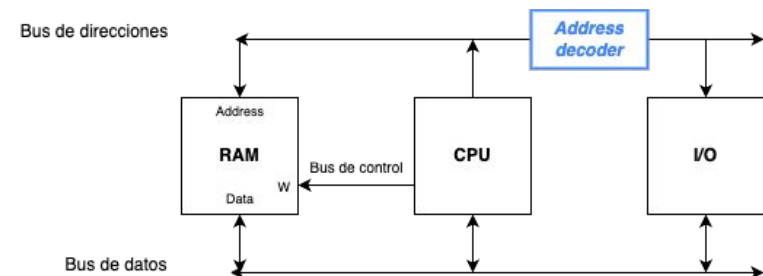 Bus de direcciones
Address
decoder
Address
RAM
CPU
I/O
Bus de control
W
Data
Bus de datos